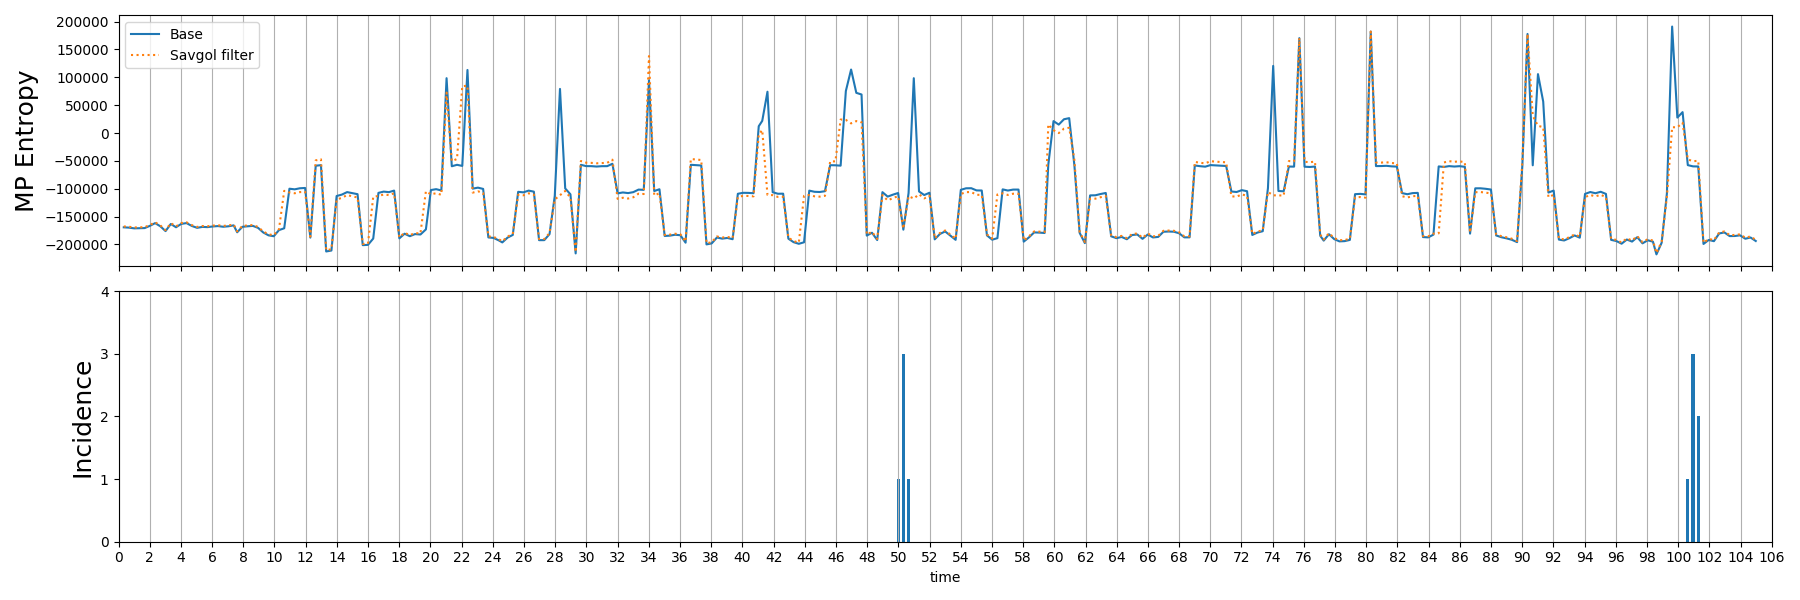 MP Entropy
200000
150000
100000
50000
0
−50000
−100000
−150000
−200000
Base
Savgol filter
Incidence
4
3
2
1
0
0 2 4 6 8 10 12 14 16 18 20 22 24 26 28 30 32 34 36 38 40 42 44 46 48 50 52 54 56 58 60 62 64 66 68 70 72 74 76 78 80 82 84 86 88 90 92 94 96 98 100 102 104 106
time